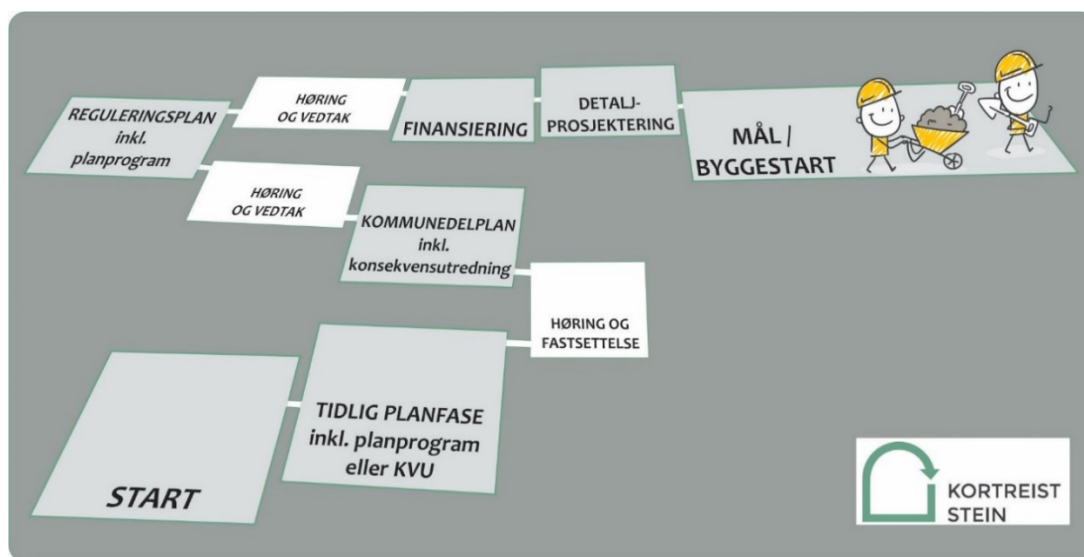 START
TIDLIG PLANFASE
inkl. planprogram
eller KVU
HØRING OG
FASTSETTELSE
KOMMUNEDELPLAN
inkl.
konsekvensutredning
HØRING
OG VEDTAK
REGULERINGSPLAN
inkl.
planprogram
HØRING
OG VEDTAK
FINANSIERING
DETALJ-
PROSJEKTERING
MÅL /
BYGGESTART
KORTREIST
STEIN